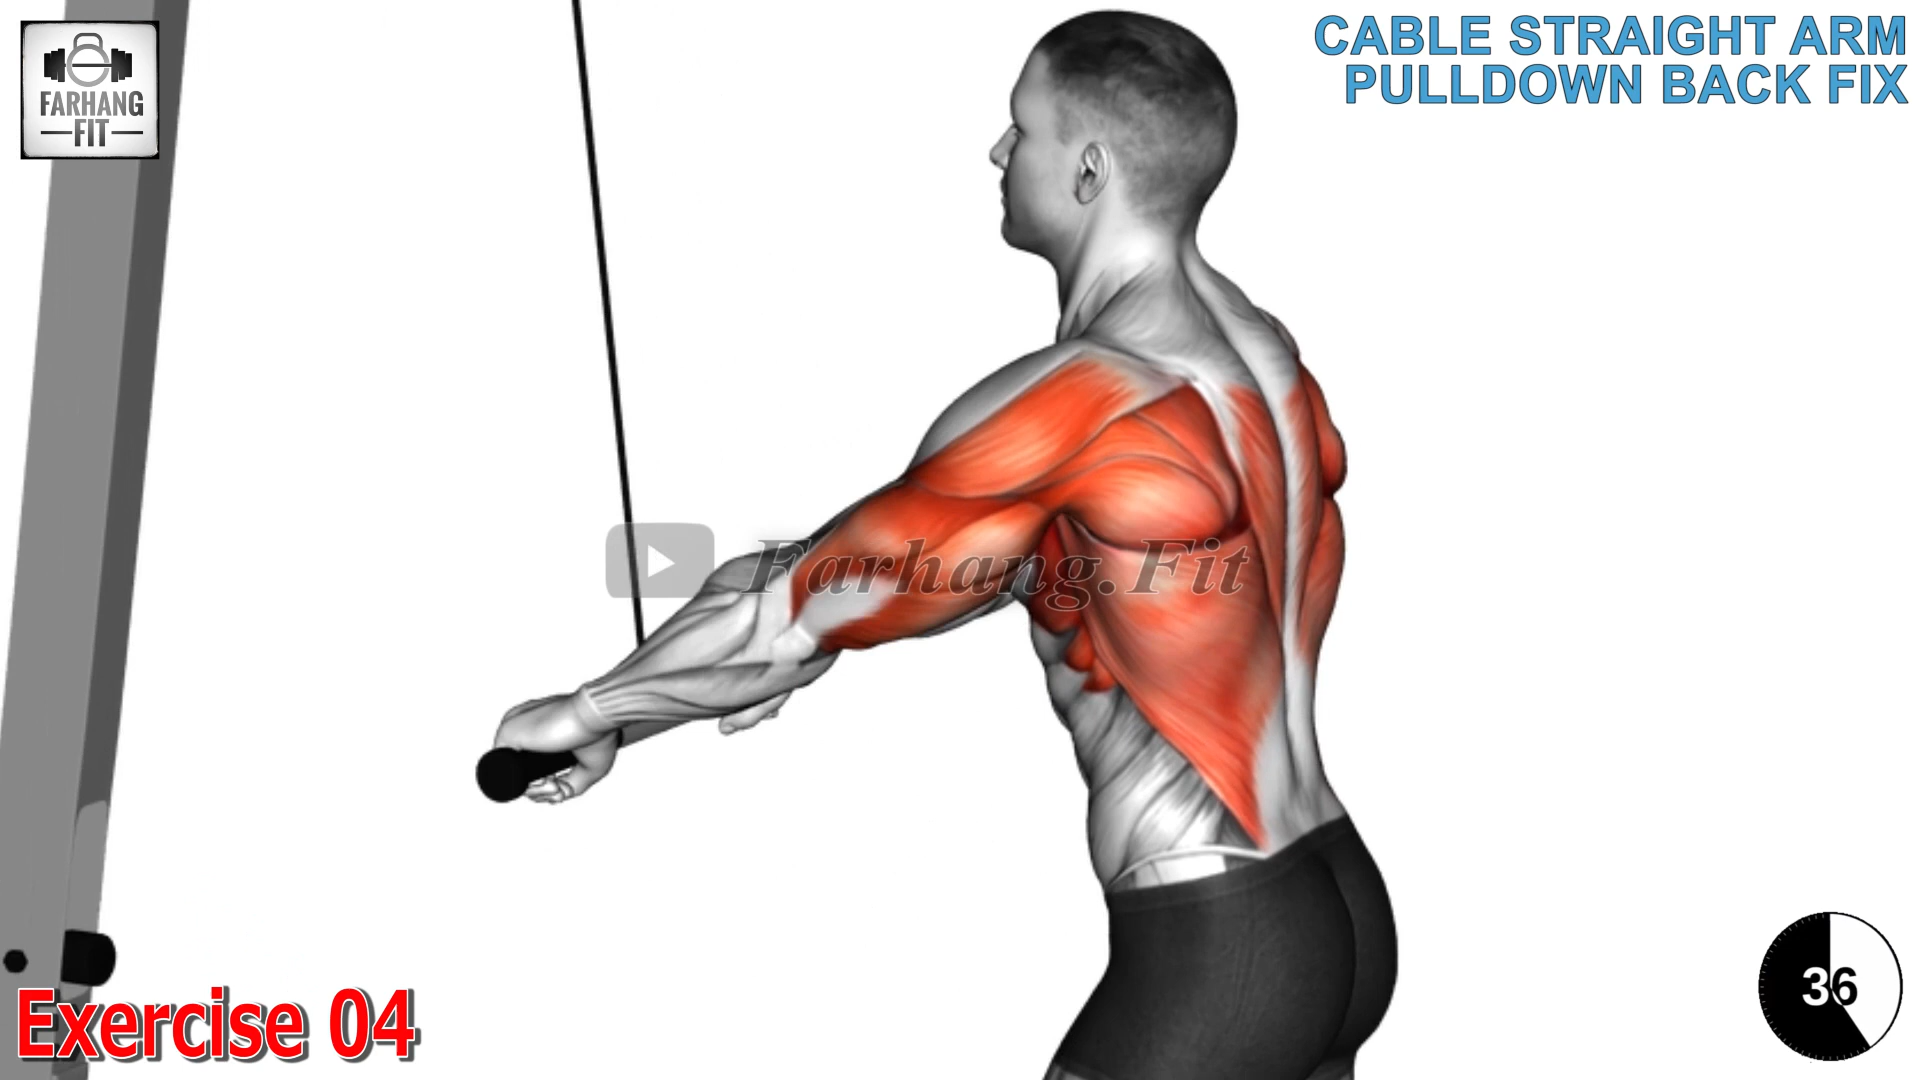 FARHANG
FIT
CABLE STRAIGHT ARM
PULLDOWN BACK FIX
Farhang.Fit
Exercise 04
36